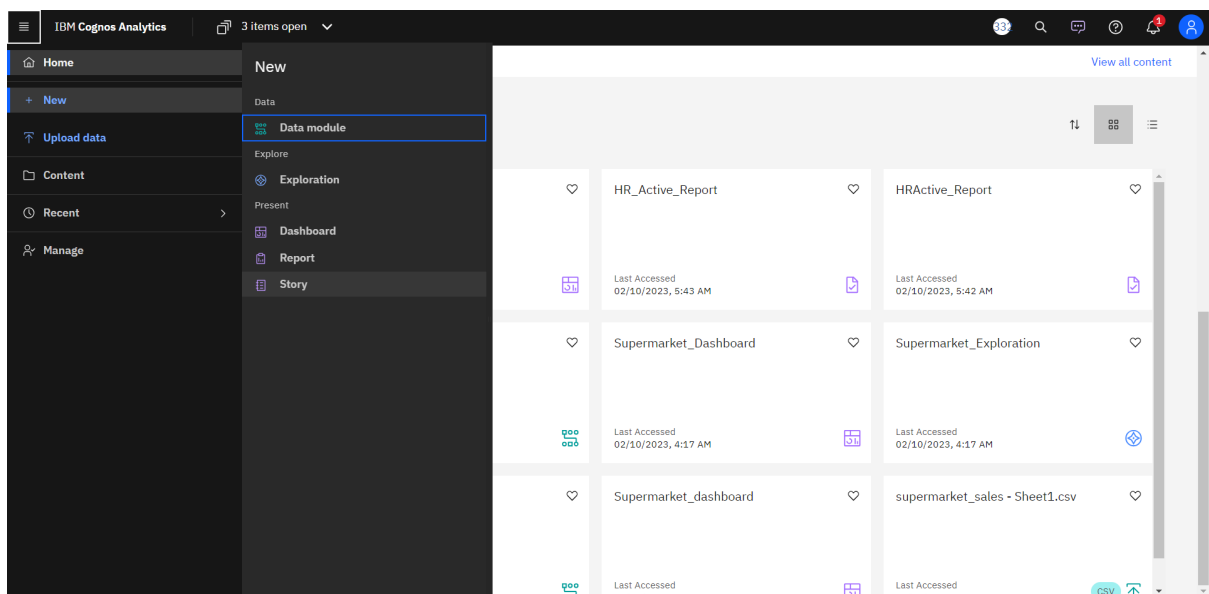 IBM Cognos Analytics
3 items open
1
Home
New
Upload data
Content
Recent
Manage
New
Data
Data module
Explore
Exploration
Present
Dashboard
Report
Story
View all content
HR_Active_Report
Last Accessed
02/10/2023, 5:43 AM
HRActive_Report
Last Accessed
02/10/2023, 5:42 AM
Supermarket_Dashboard
Last Accessed
02/10/2023, 4:17 AM
Supermarket_Exploration
Last Accessed
02/10/2023, 4:17 AM
Supermarket_dashboard
Last Accessed
supermarket_sales - Sheet1.csv
Last Accessed
CSV